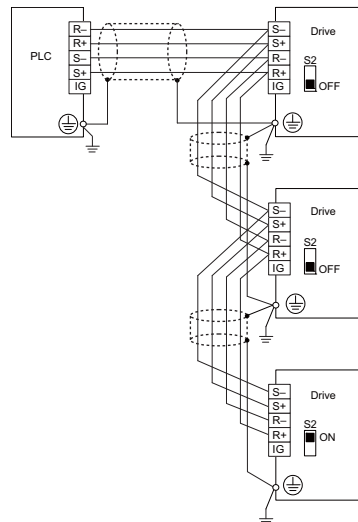 PLC
R–
R+
S–
S+
IG
S–
S+
R–
R+
IG
Drive
S2
OFF
S–
S+
R–
R+
IG
Drive
S2
OFF
S–
S+
R–
R+
IG
Drive
S2
ON